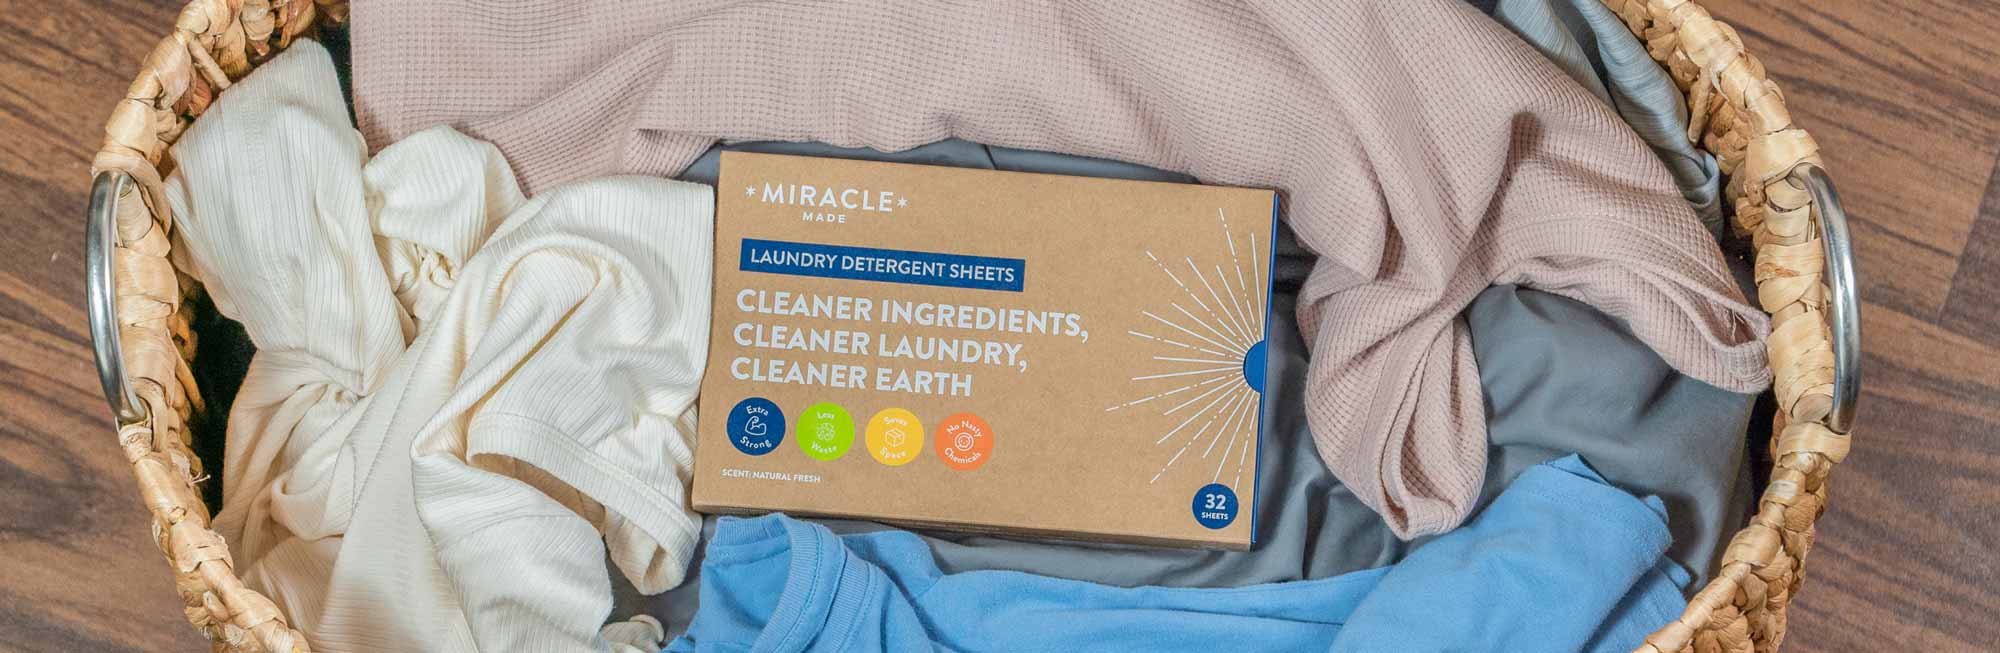 *MIRACLE*
MADE
LAUNDRY DETERGENT SHEETS
CLEANER INGREDIENTS,
CLEANER LAUNDRY,
CLEANER EARTH
Extra
Strong
Less
Waste
Saves
Space
No Nasty
Chemicals
SCENT: NATURAL FRESH
32
SHEETS